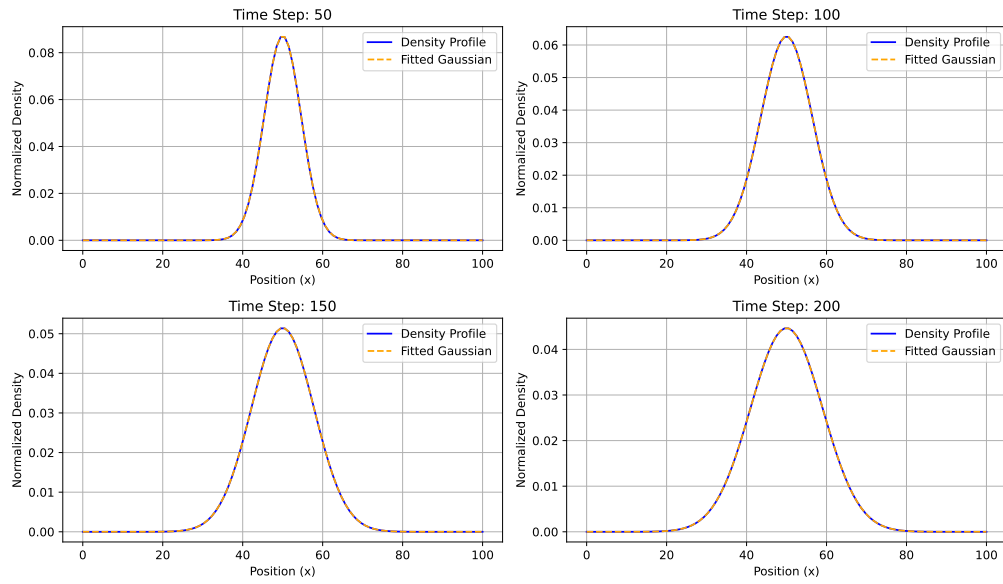 Time Step: 50
Normalized Density
0.08
0.06
0.04
0.02
0.00
Density Profile
Fitted Gaussian
0 20 40 60 80 100
Position (x)
Time Step: 100
Normalized Density
0.06
0.05
0.04
0.03
0.02
0.01
0.00
Density Profile
Fitted Gaussian
0 20 40 60 80 100
Position (x)
Time Step: 150
Normalized Density
0.05
0.04
0.03
0.02
0.01
0.00
Density Profile
Fitted Gaussian
0 20 40 60 80 100
Position (x)
Time Step: 200
Normalized Density
0.04
0.03
0.02
0.01
0.00
Density Profile
Fitted Gaussian
0 20 40 60 80 100
Position (x)